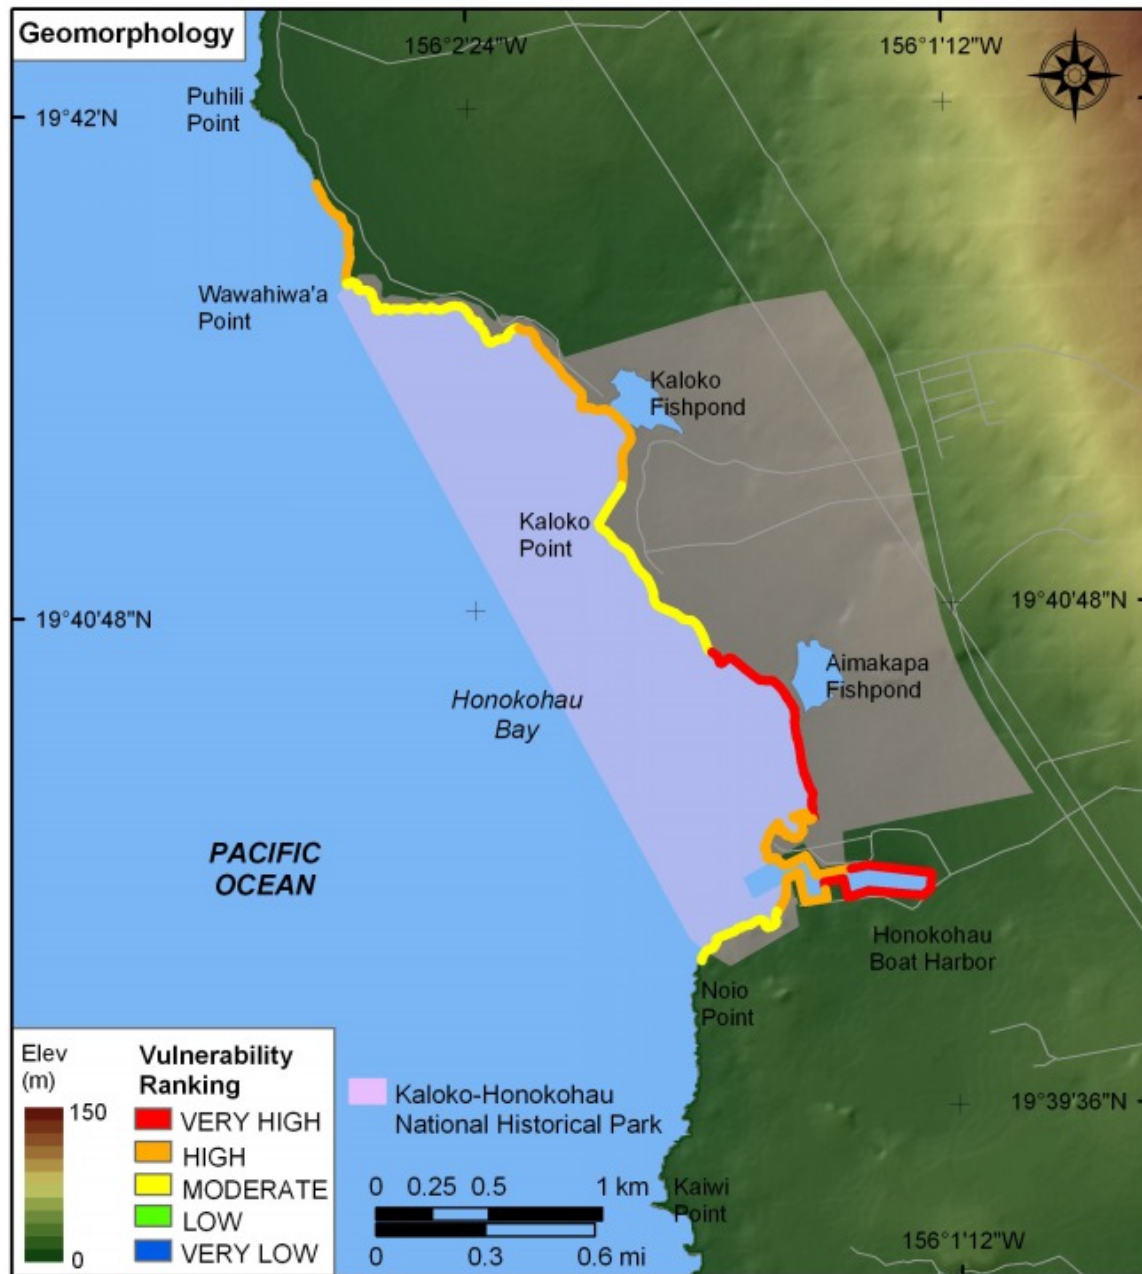 Geomorphology
156°2'24"W
156°1'12"W
Puhili
Point
19°42'N
Wawahiwa'a
Point
Kaloko
Fishpond
Kaloko
Point
19°40'48"N
19°40'48"N
Aimakapa
Fishpond
Honokohau
Bay
PACIFIC
OCEAN
Honokohau
Boat Harbor
Noio
Point
Elev
(m)
150
0
Vulnerability
Ranking
VERY HIGH
HIGH
MODERATE
LOW
VERY LOW
Kaloko-Honokohau
National Historical Park
19°39'36"N
0 0.25 0.5 1 km
0 0.3 0.6 mi
Kaiwi
Point
156°1'12"W